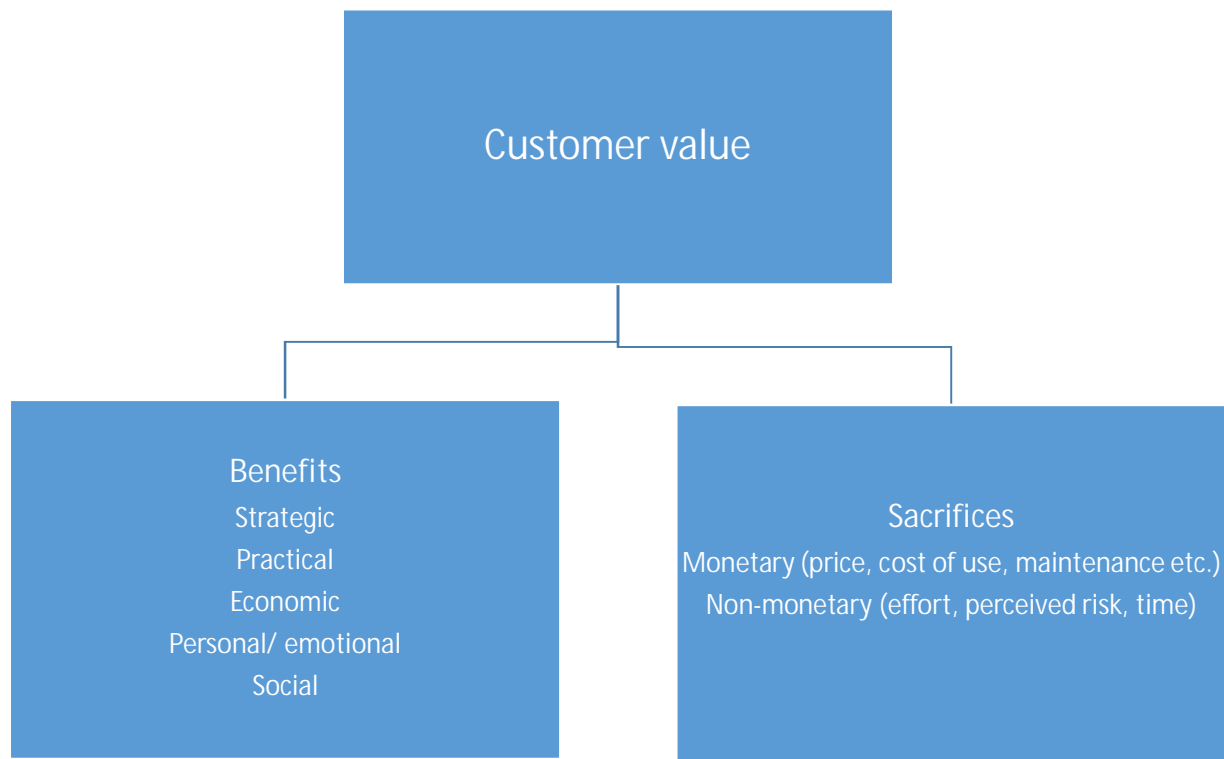 Customer value
Benefits
Strategic
Practical
Economic
Personal/ emotional
Social
Sacrifices
Monetary (price, cost of use, maintenance etc.)
Non-monetary (effort, perceived risk, time)